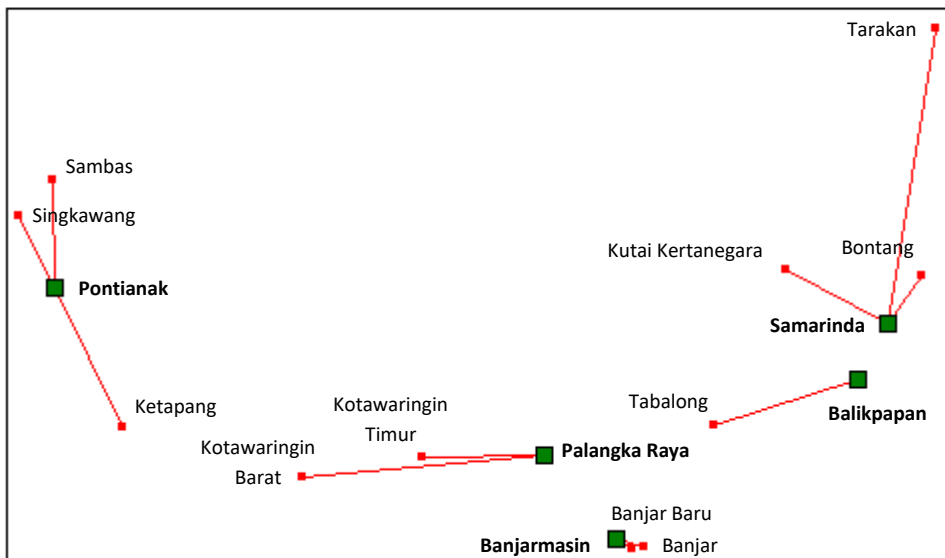 Tarakan
Sambas
Singkawang
Kutai Kertanegara
Bontang
Pontianak
Samarinda
Ketapang
Kotawaringin
Timur
Tabalong
Balikpapan
Kotawaringin
Barat
Palangka Raya
Banjar Baru
Banjarmasin
Banjar